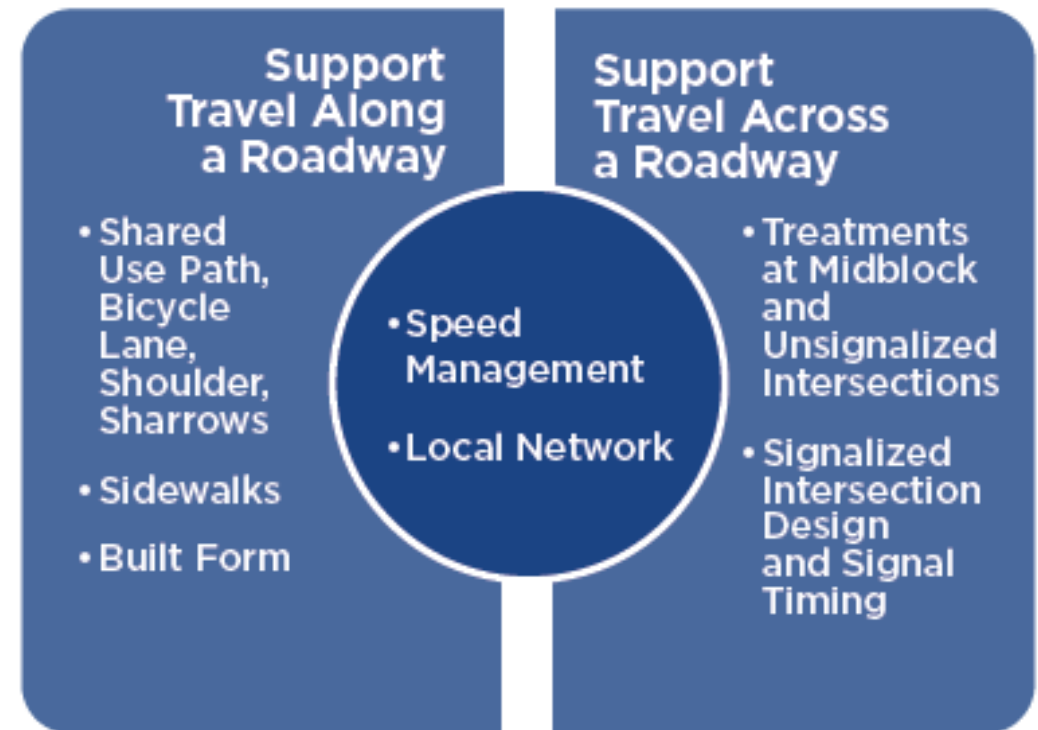 Support
Travel Along
a Roadway
• Shared
Use Path,
Bicycle
Lane,
Shoulder,
Sharrows
• Sidewalks
• Built Form
• Speed
Management
• Local Network
Support
Travel Across
a Roadway
• Treatments
at Midblock
and
Unsignalized
Intersections
• Signalized
Intersection
Design
and Signal
Timing